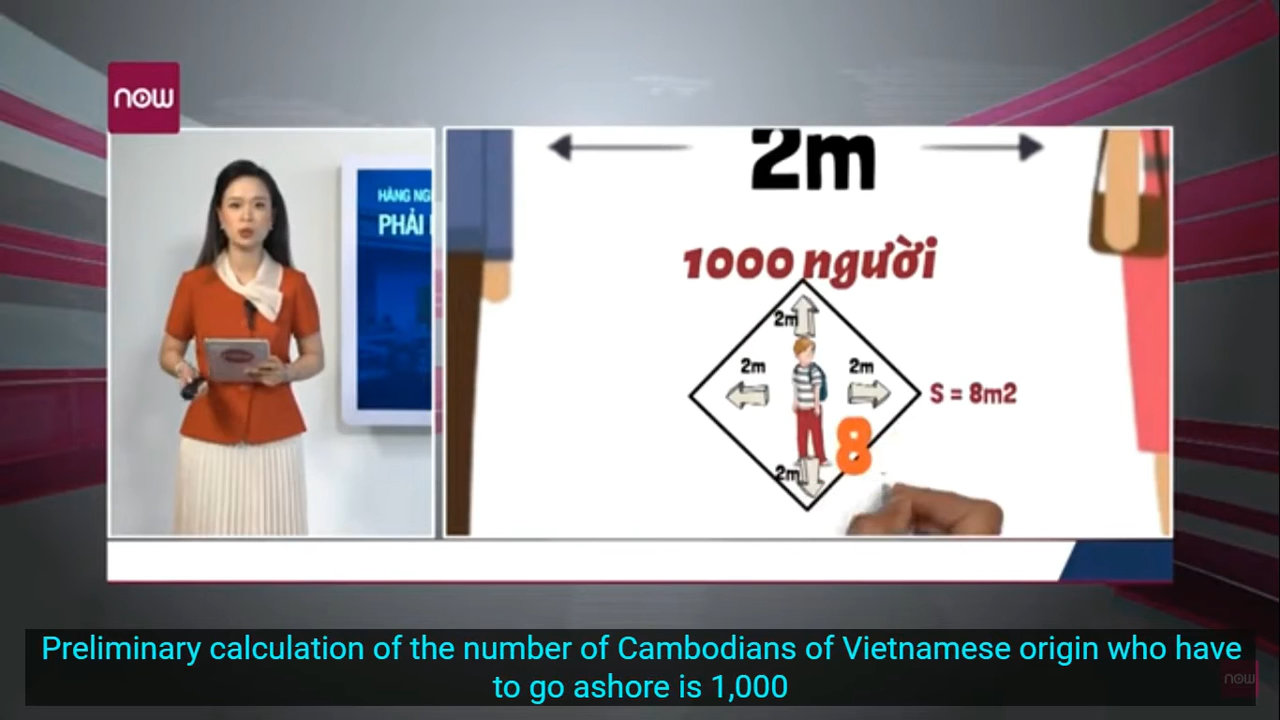 now
HÀNG NG
PHẢI
2m
1000 người
2m
2m
2m
S = 8m2
8
2m
Preliminary calculation of the number of Cambodians of Vietnamese origin who have
to go ashore is 1,000
now